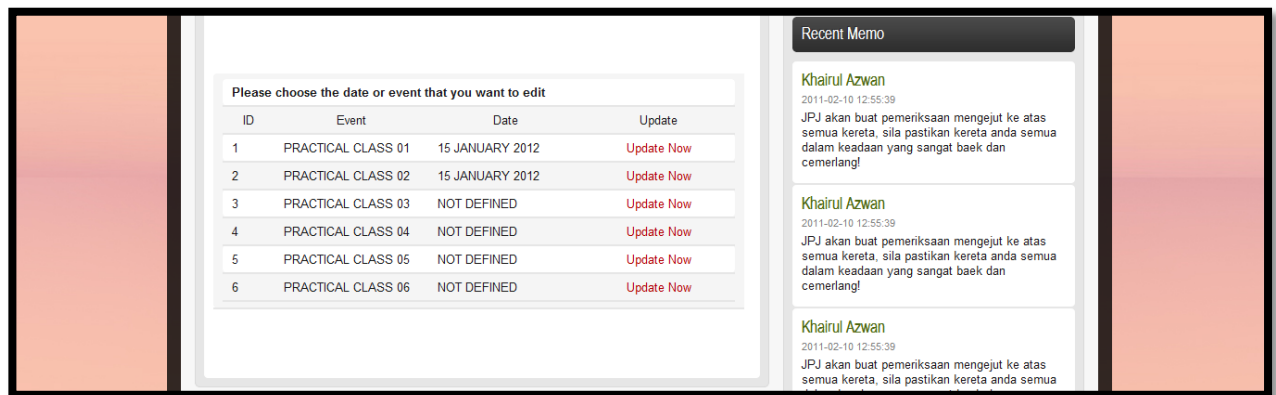 Please choose the date or event that you want to edit
ID Event Date Update
1 PRACTICAL CLASS 01 15 JANUARY 2012 Update Now
2 PRACTICAL CLASS 02 15 JANUARY 2012 Update Now
3 PRACTICAL CLASS 03 NOT DEFINED Update Now
4 PRACTICAL CLASS 04 NOT DEFINED Update Now
5 PRACTICAL CLASS 05 NOT DEFINED Update Now
6 PRACTICAL CLASS 06 NOT DEFINED Update Now
Recent Memo
Khairul Azwan
2011-02-10 12:55:39
JPJ akan buat pemeriksaan mengejut ke atas
semua kereta, sila pastikan kereta anda semua
dalam keadaan yang sangat baek dan
cemerlang!
Khairul Azwan
2011-02-10 12:55:39
JPJ akan buat pemeriksaan mengejut ke atas
semua kereta, sila pastikan kereta anda semua
dalam keadaan yang sangat baek dan
cemerlang!
Khairul Azwan
2011-02-10 12:55:39
JPJ akan buat pemeriksaan mengejut ke atas
semua kereta, sila pastikan kereta anda semua